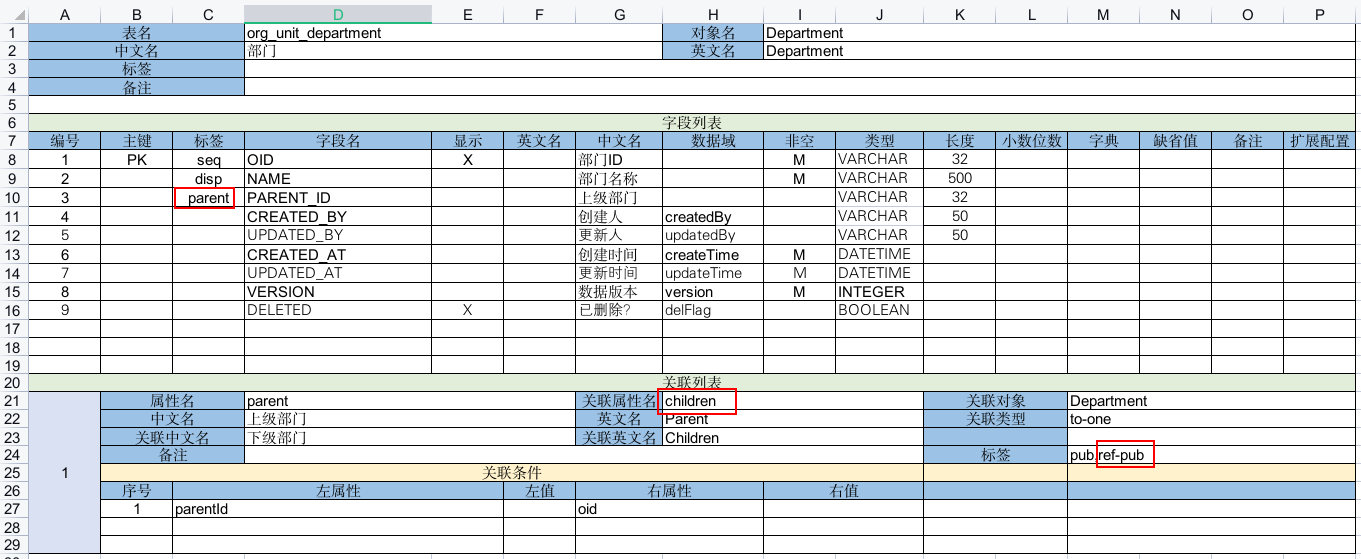 A B C D E F G H I J K L M N O P
1 表名 org_unit_department 对象名 Department
2 中文名 部门 英文名 Department
3 标签
4 备注
5
6 字段列表
7 编号 主键 标签 字段名 显示 英文名 中文名 数据域 非空 类型 长度 小数位数 字典 缺省值 备注 扩展配置
8 1 PK seq OID X 部门ID M VARCHAR 32
9 2 disp NAME 部门名称 M VARCHAR 500
10 3 parent PARENT_ID 上级部门 VARCHAR 32
11 4 CREATED_BY 创建人 createdBy VARCHAR 50
12 5 UPDATED_BY 更新人 updatedBy VARCHAR 50
13 6 CREATED_AT 创建时间 createTime M DATETIME
14 7 UPDATED_AT 更新时间 updateTime M DATETIME
15 8 VERSION 数据版本 version M INTEGER
16 9 DELETED X 已删除? delFlag BOOLEAN
17
18
19
20 关联列表
21 属性名 parent 关联属性名 children 关联对象 Department
22 中文名 上级部门 英文名 Parent 关联类型 to-one
23 关联中文名 下级部门 关联英文名 Children
24 备注 标签 pub,ref-pub
25 1 关联条件
26 序号 左属性 左值 右属性 右值
27 1 parentId oid
28
29